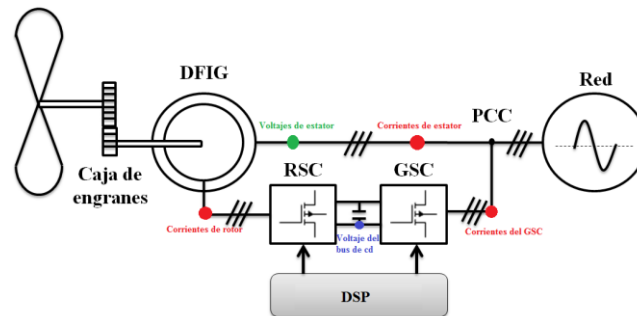 DFIG
Red
PCC
Voltajes de estator
Corrientes de estator
Caja de
engranes
RSC
GSC
Corrientes de rotor
Voltaje del
bus de cd
Corrientes del GSC
DSP